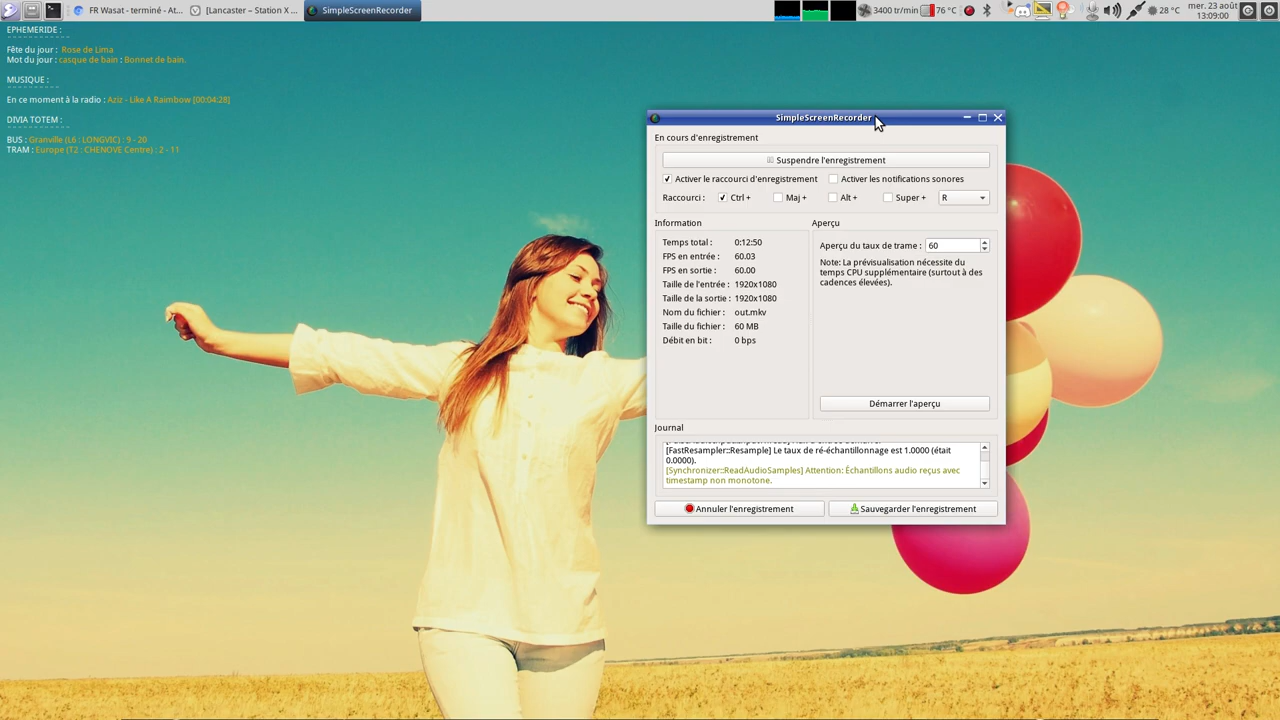 FR Wasat - terminé - At...
[Lancaster – Station X ...
SimpleScreenRecorder
3400 tr/min
76 °C
28 °C
mer. 23 août
13:09:00
EPHEMERIDE :
Fête du jour : Rose de Lima
Mot du jour : casque de bain : Bonnet de bain.
MUSIQUE :
En ce moment à la radio : Aziz - Like A Raimbow [00:04:28]
DIVIA TOTEM :
BUS : Granville (L6 : LONGVIC) : 9 - 20
TRAM : Europe (T2 : CHENOVE Centre) : 2 - 11
SimpleScreenRecorder
En cours d'enregistrement
Suspendre l'enregistrement
Activer le raccourci d'enregistrement Activer les notifications sonores
Raccourci : Ctrl + Maj + Alt + Super + R
Information
Temps total : 0:12:50
FPS en entrée : 60.03
FPS en sortie : 60.00
Taille de l'entrée : 1920x1080
Taille de la sortie : 1920x1080
Nom du fichier : out.mkv
Taille du fichier : 60 MB
Débit en bit : 0 bps
Aperçu
Aperçu du taux de trame : 60
Note: La prévisualisation nécessite du
temps CPU supplémentaire (surtout à des
cadences élevées).
Démarrer l'aperçu
Journal
[FastResampler::Resample] Le taux de ré-échantillonnage est 1.0000 (était
0.0000).
[Synchronizer::ReadAudioSamples] Attention: Échantillons audio reçus avec
timestamp non monotone.
Annuler l'enregistrement
Sauvegarder l'enregistrement